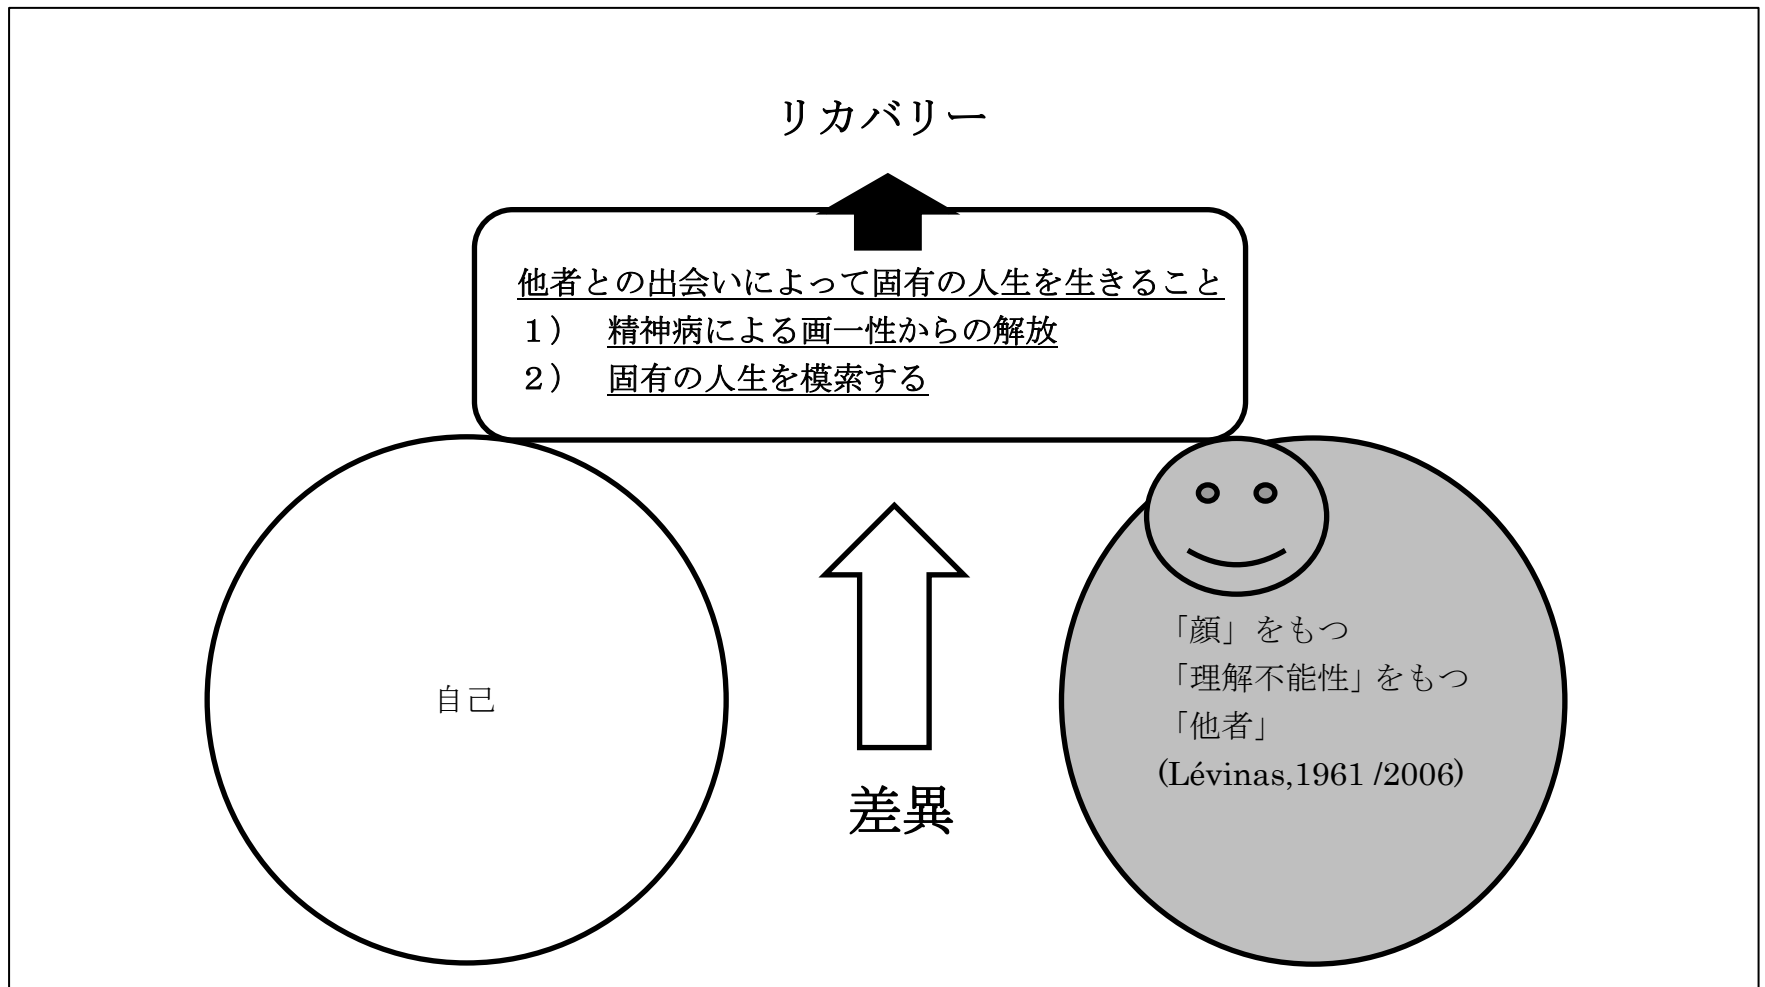 リカバリー
他者との出会いによって固有の人生を生きること
１） 精神病による画一性からの解放
２） 固有の人生を模索する
自己
差異
「顔」をもつ
「理解不能性」をもつ
「他者」
(Lévinas,1961 /2006)